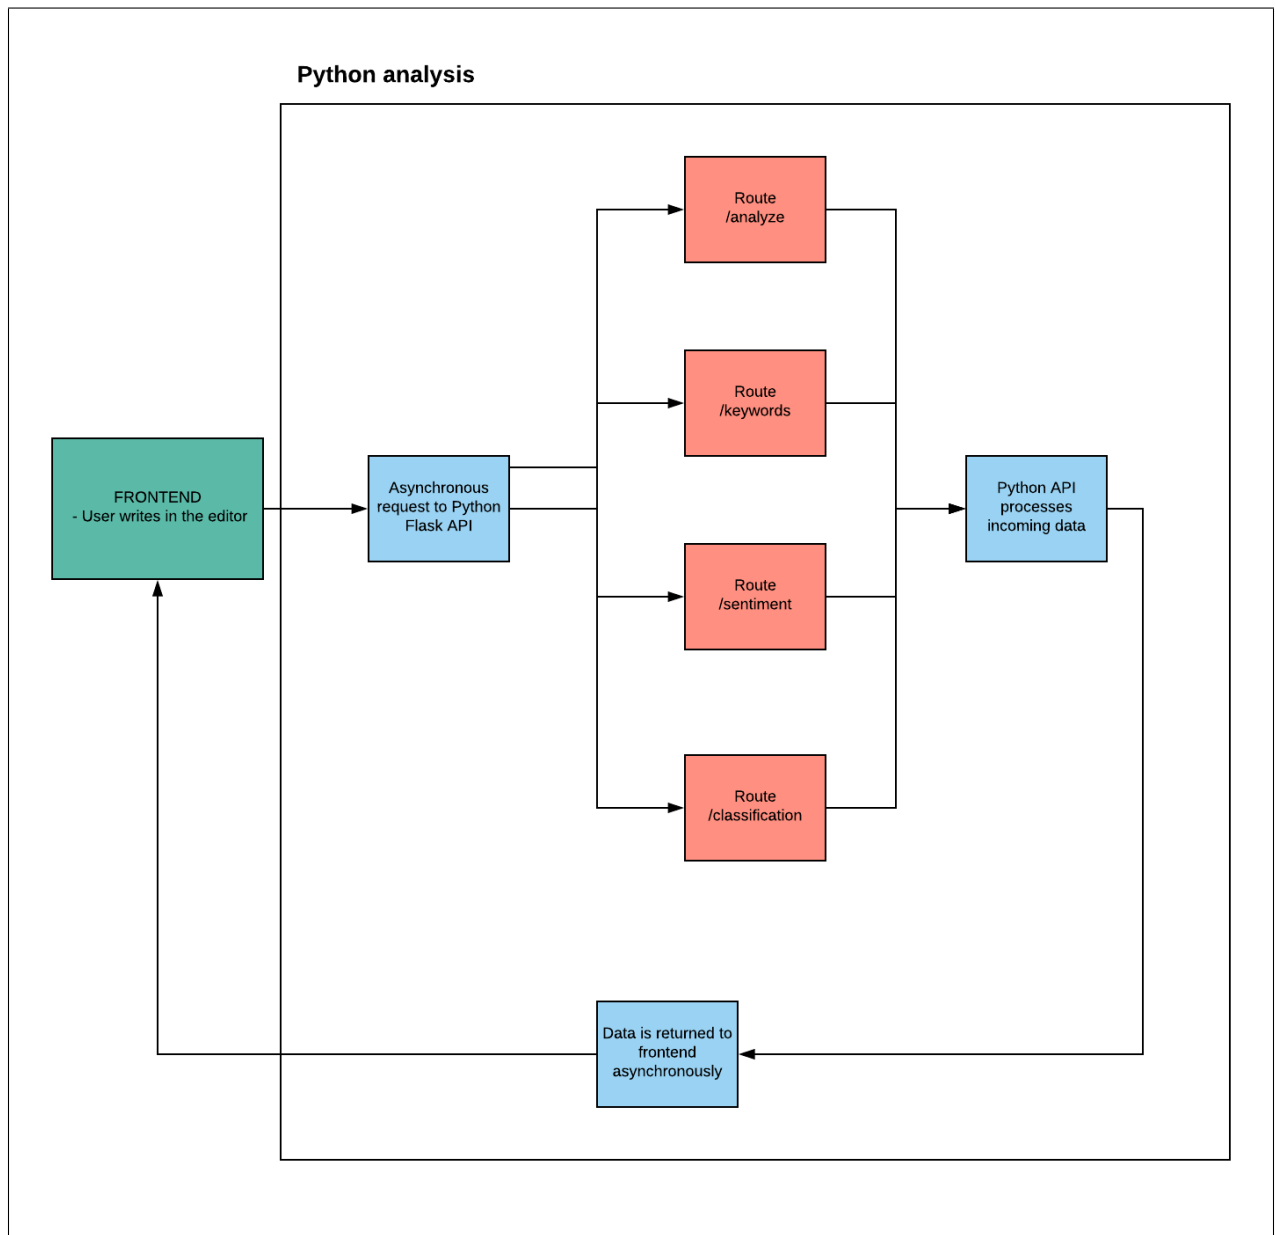 Python analysis
Route
/analyze
Route
/keywords
FRONTEND
- User writes in the editor
Asynchronous
request to Python
Flask API
Python API
processes
incoming data
Route
/sentiment
Route
/classification
Data is returned to
frontend
asynchronously